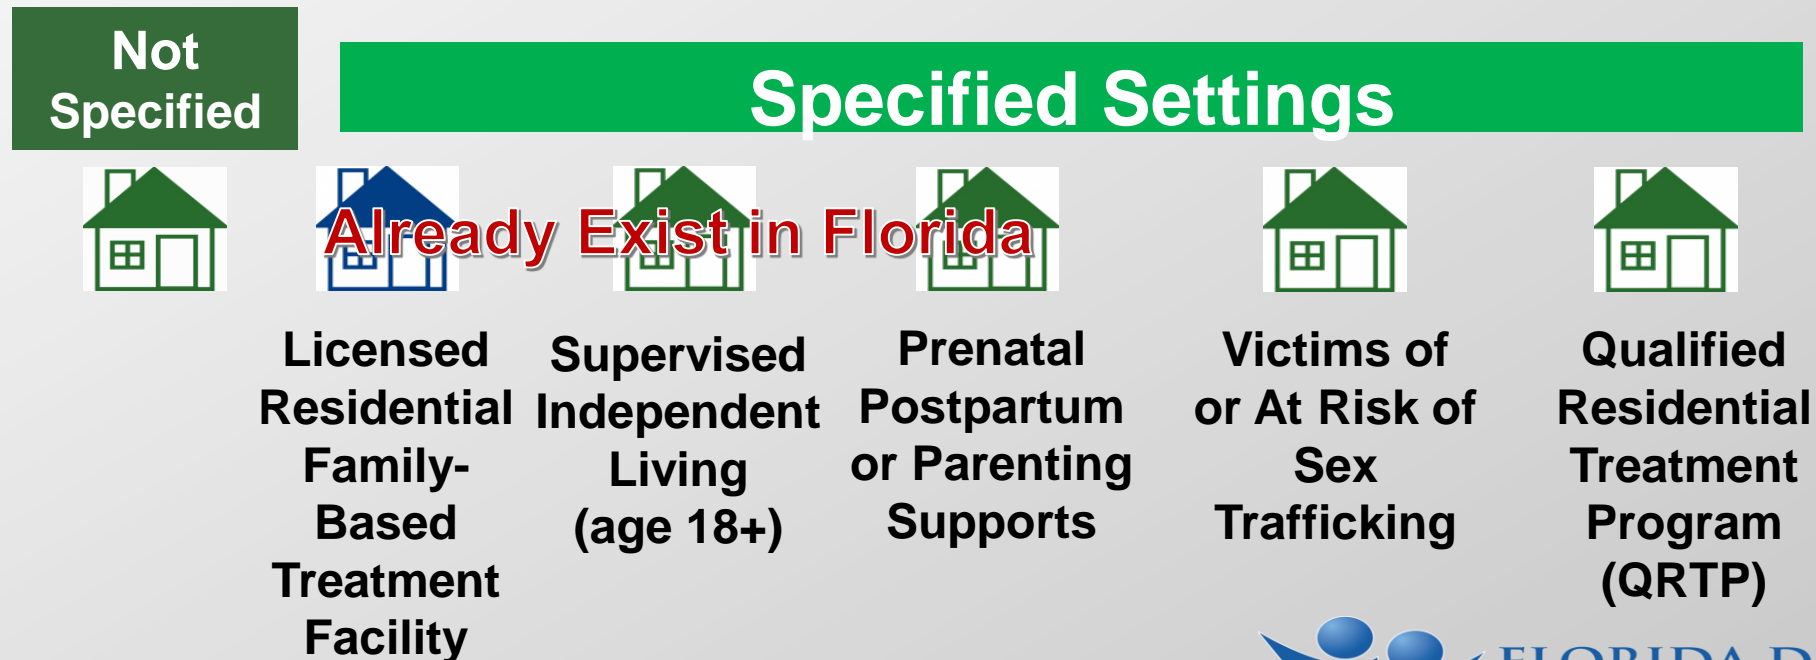 Not
Specified
Specified Settings
Already Exist in Florida
Licensed
Residential
Family-
Based
Treatment
Facility
Supervised
Independent
Living
(age 18+)
Prenatal
Postpartum
or Parenting
Supports
Victims of
or At Risk of
Sex
Trafficking
Qualified
Residential
Treatment
Program
(QRTP)
FLORIDA D